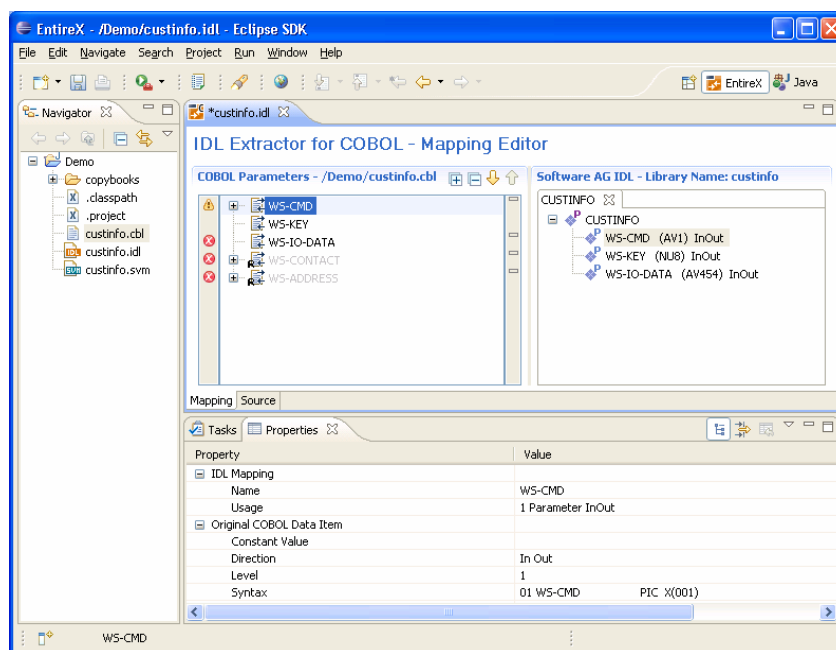 EntireX - /Demo/custinfo.idl - Eclipse SDK
File Edit Navigate Search Project Run Window Help
EntireX Java
Navigator
Demo
copybooks
.classpath
.project
custinfo.cbl
custinfo.idl
custinfo.svm
*custinfo.idl
IDL Extractor for COBOL - Mapping Editor
COBOL Parameters - /Demo/custinfo.cbl
WS-CMD
WS-KEY
WS-IO-DATA
WS-CONTACT
WS-ADDRESS
Software AG IDL - Library Name: custinfo
CUSTINFO
CUSTINFO
WS-CMD (AV1) InOut
WS-KEY (NU8) InOut
WS-IO-DATA (AV454) InOut
Mapping Source
Tasks Properties
Property Value
IDL Mapping
Name WS-CMD
Usage 1 Parameter InOut
Original COBOL Data Item
Constant Value
Direction In Out
Level 1
Syntax 01 WS-CMD PIC X(001)
WS-CMD